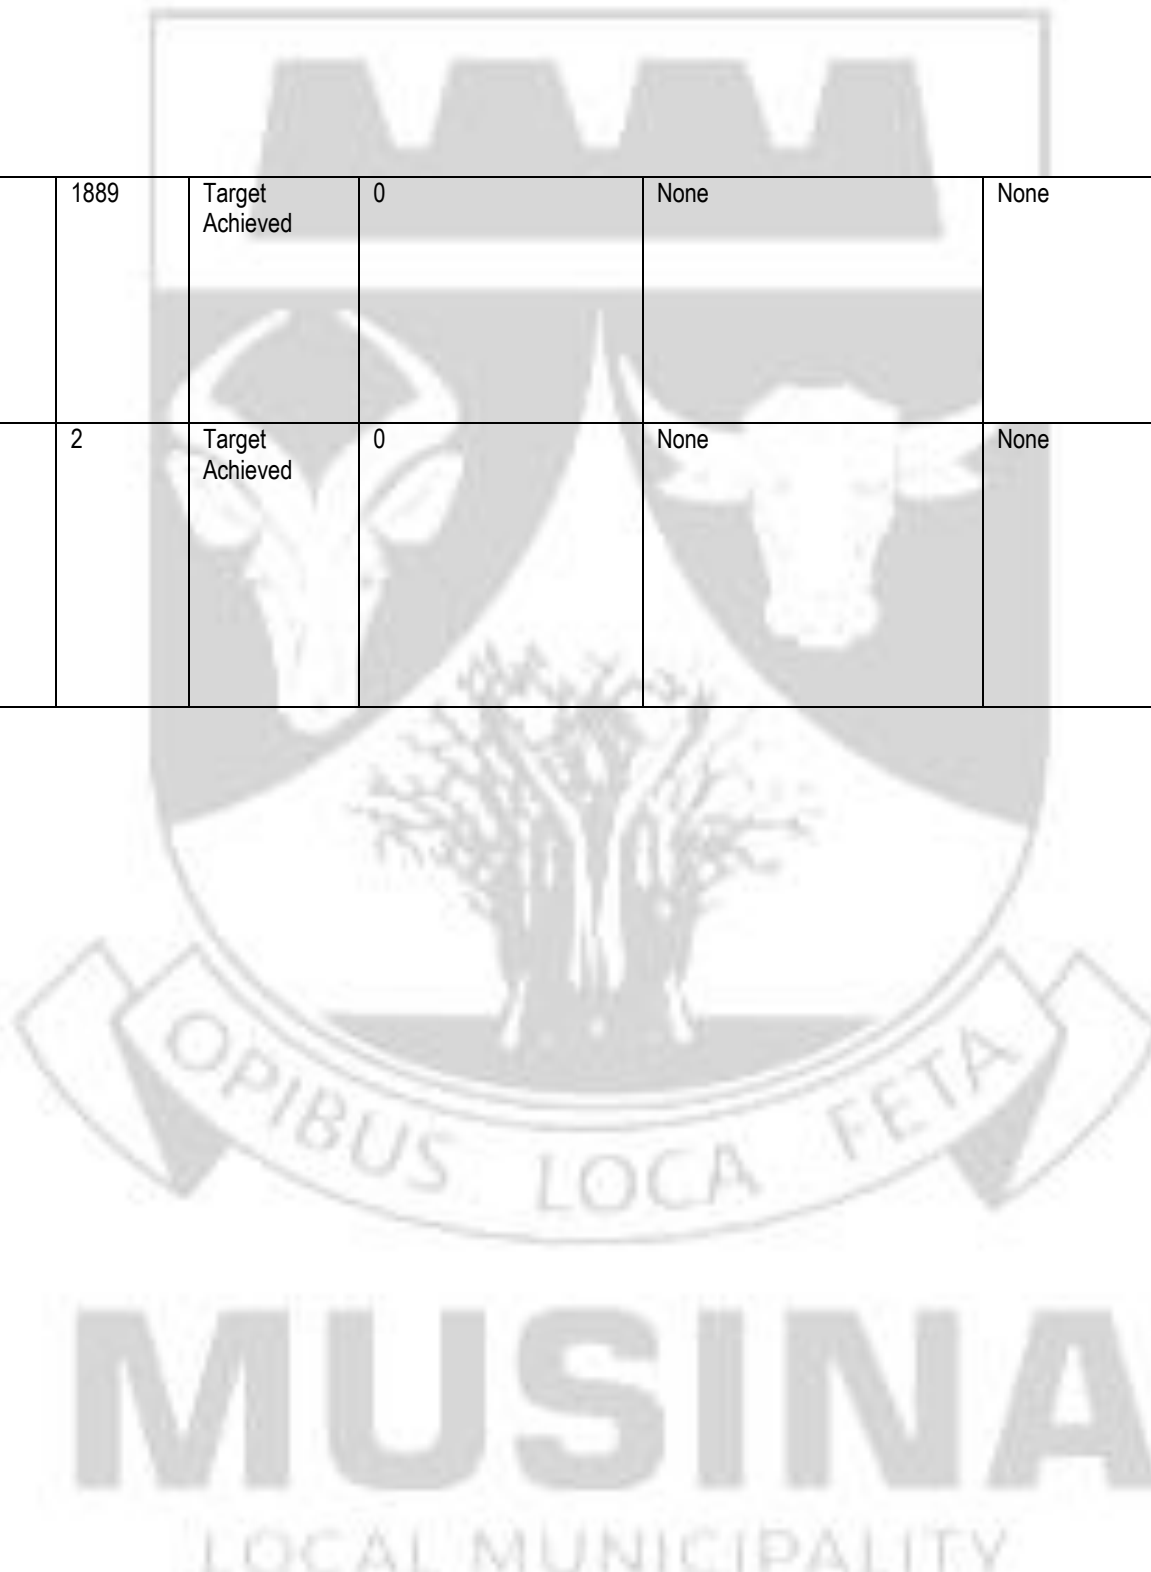 1889 Target 0 None None
Achieved
2 Target 0 None None
Achieved
OPIBUS LOCA FETA
MUSINA
LOCAL MUNICIPALITY